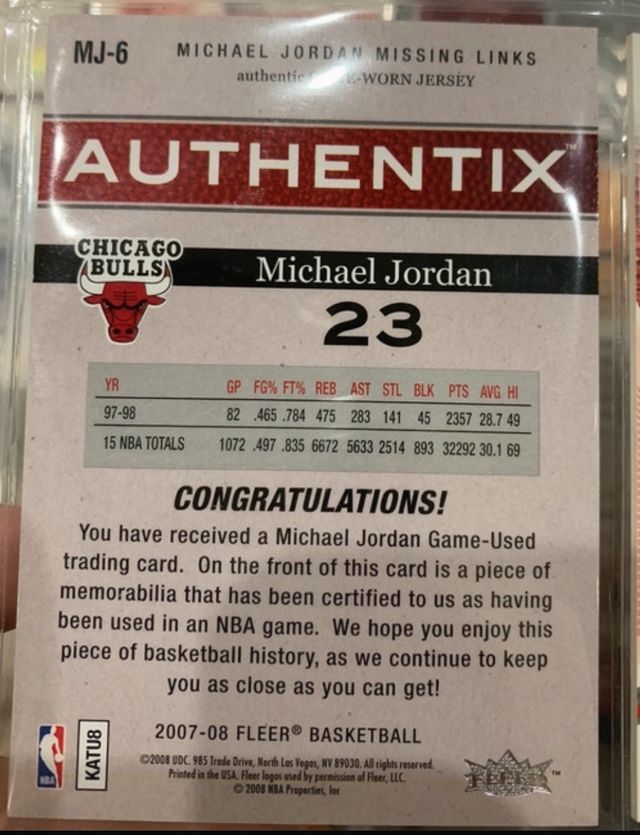 MJ-6
MICHAEL JORDAN MISSING LINKS
authentic -WORN JERSEY
AUTHENTIX™
CHICAGO
BULLS
Michael Jordan
23
YR GP FG% FT% REB AST STL BLK PTS AVG HI
97-98 82 .465 .784 475 283 141 45 2357 28.7 49
15 NBA TOTALS 1072 .497 .835 6672 5633 2514 893 32292 30.1 69
CONGRATULATIONS!
You have received a Michael Jordan Game-Used
trading card. On the front of this card is a piece of
memorabilia that has been certified to us as having
been used in an NBA game. We hope you enjoy this
piece of basketball history, as we continue to keep
you as close as you can get!
NBA
KATU8
2007-08 FLEER® BASKETBALL
©2008 UDC. 985 Trade Drive, North Las Vegas, NV 89030. All rights reserved.
Printed in the USA. Fleer logos used by permission of Fleer, LLC.
© 2008 NBA Properties, Inc
FLEER™